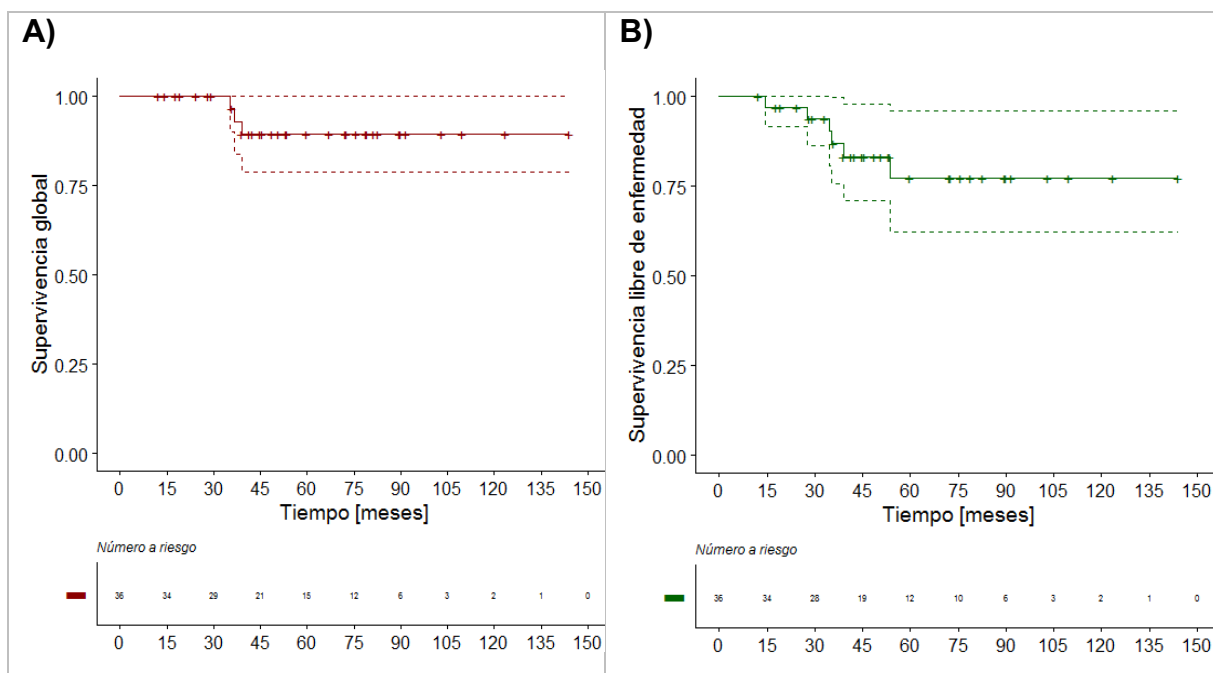 A)
Supervivencia global
1.00
0.75
0.50
0.25
0.00
0 15 30 45 60 75 90 105 120 135 150
Tiempo [meses]
Número a riesgo
36 34 29 21 15 12 6 3 2 1 0
0 15 30 45 60 75 90 105 120 135 150
B)
Supervivencia libre de enfermedad
1.00
0.75
0.50
0.25
0.00
0 15 30 45 60 75 90 105 120 135 150
Tiempo [meses]
Número a riesgo
36 34 28 19 12 10 6 3 2 1 0
0 15 30 45 60 75 90 105 120 135 150